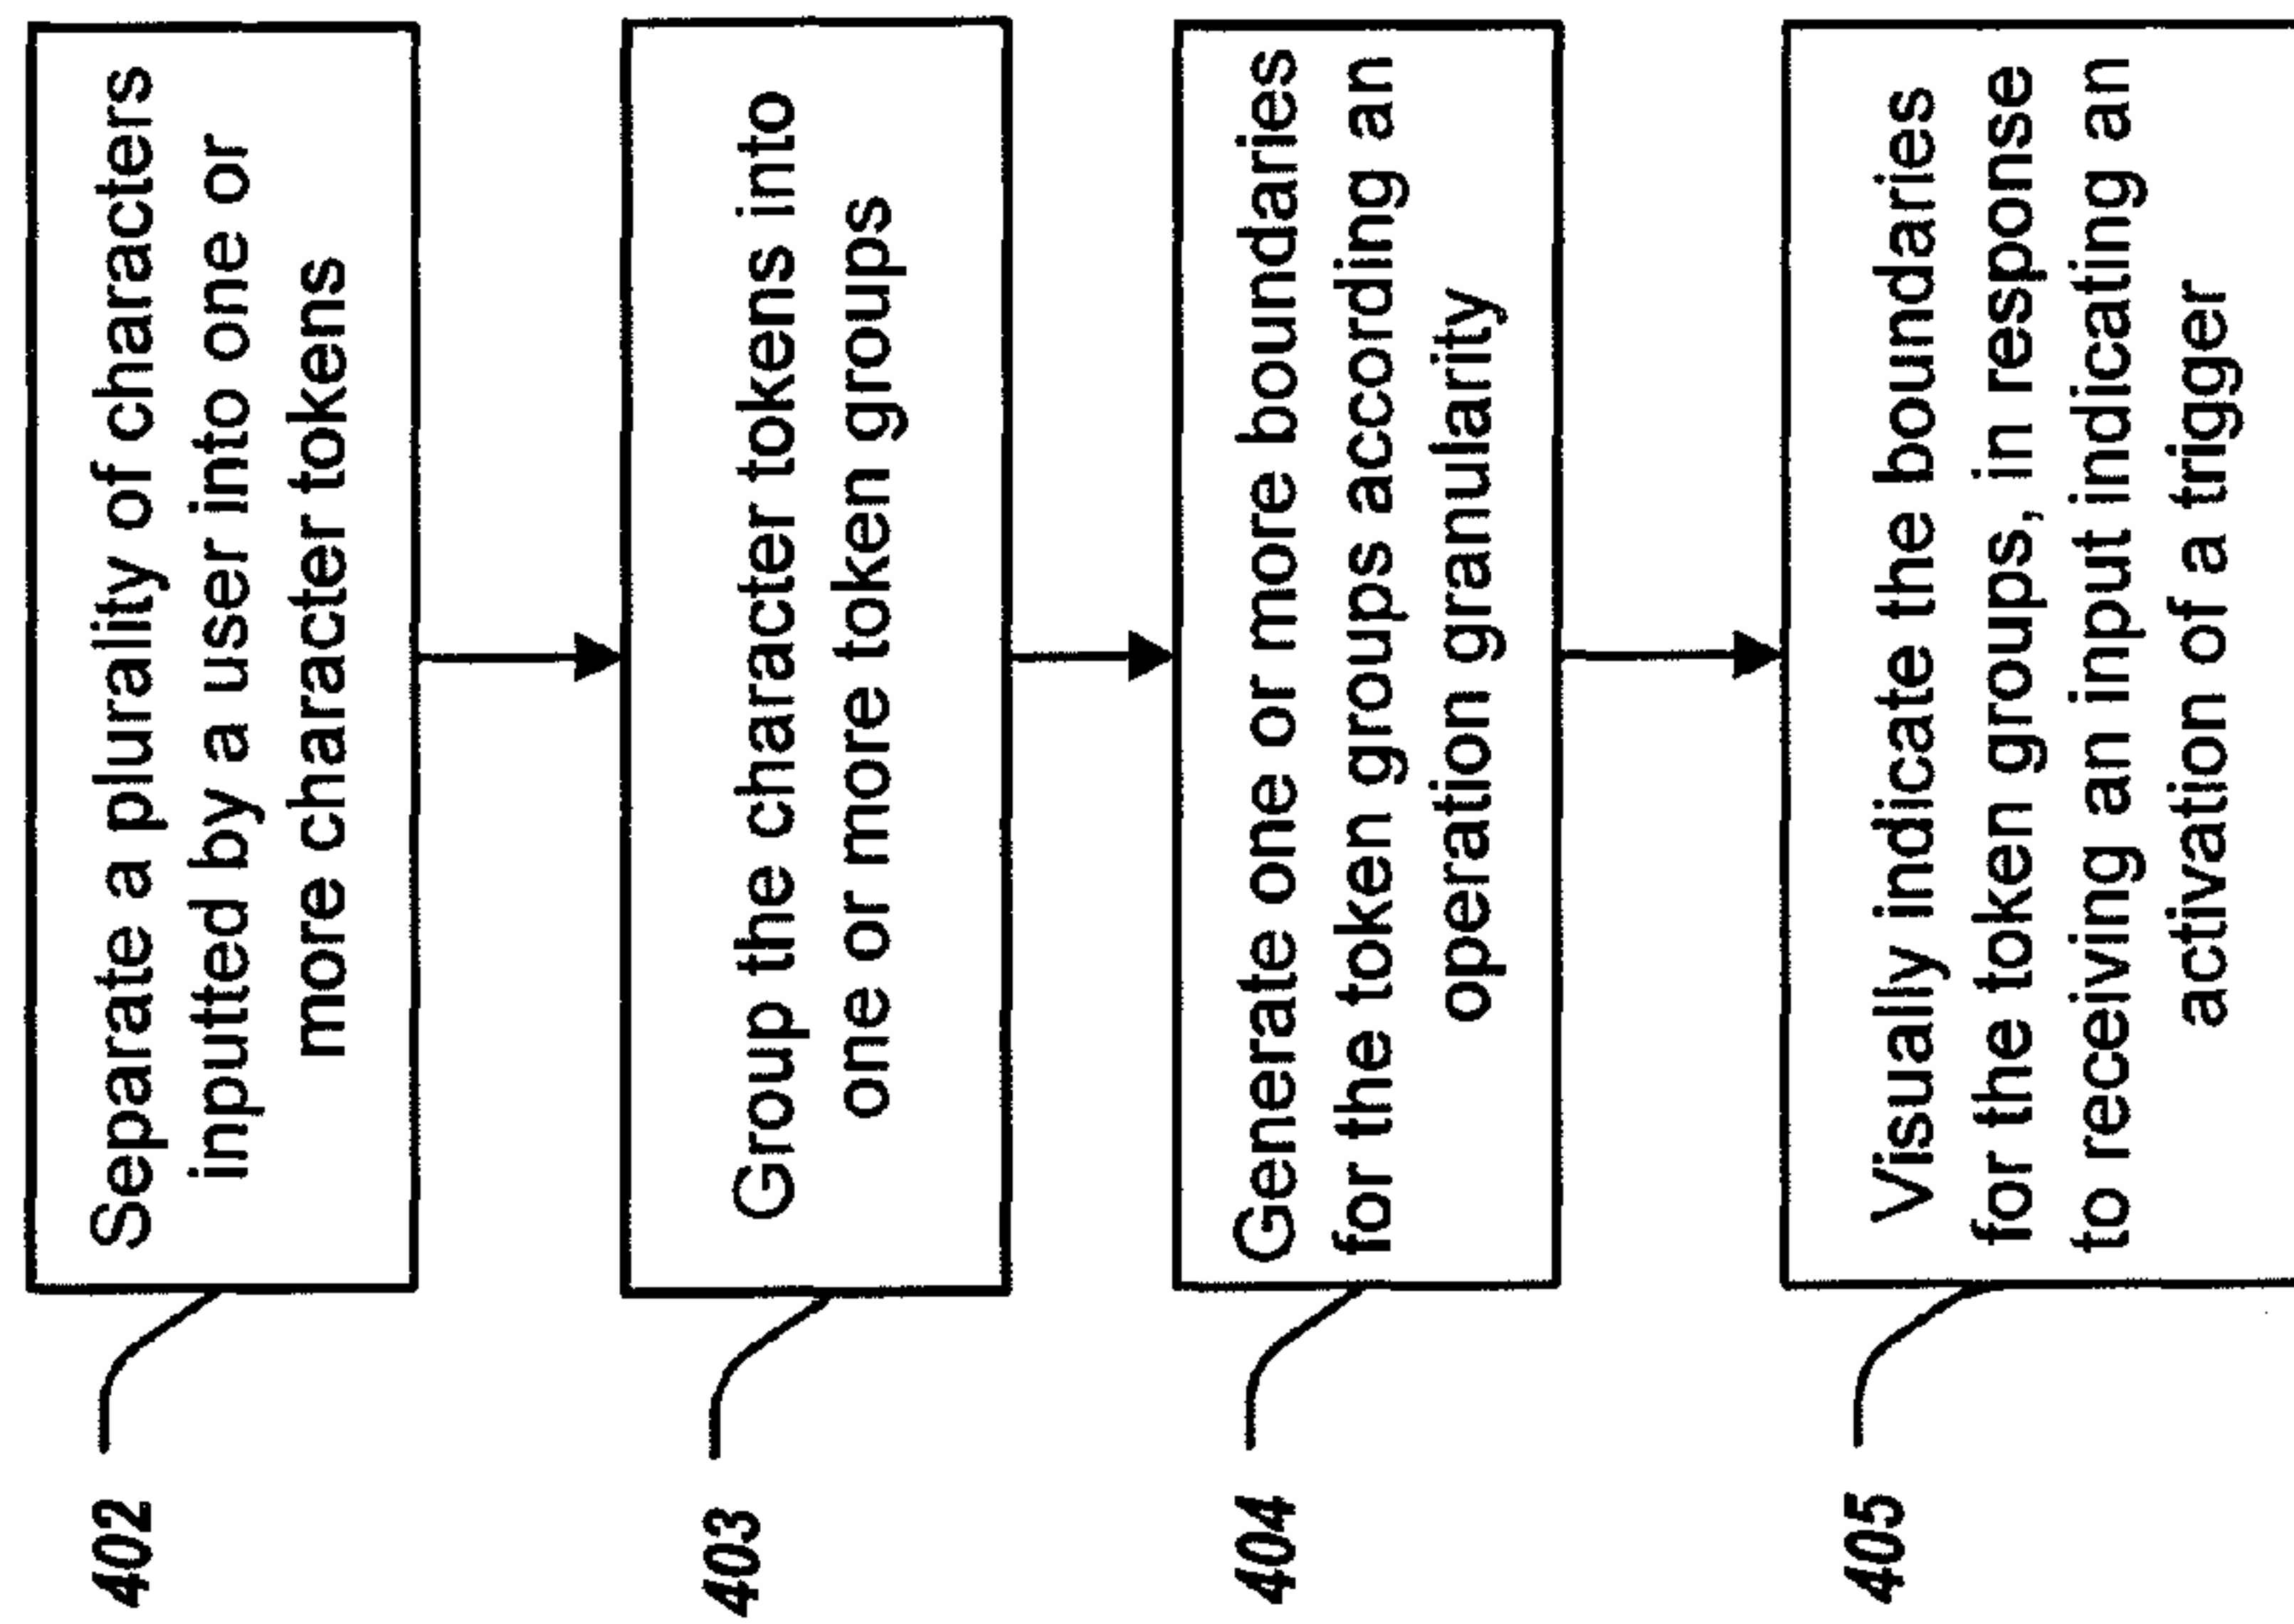 402
Separate a plurality of characters
inputted by a user into one or
more character tokens
403
Group the character tokens into
one or more token groups
404
Generate one or more boundaries
for the token groups according an
operation granularity
405
Visually indicate the boundaries
for the token groups, in response
to receiving an input indicating an
activation of a trigger